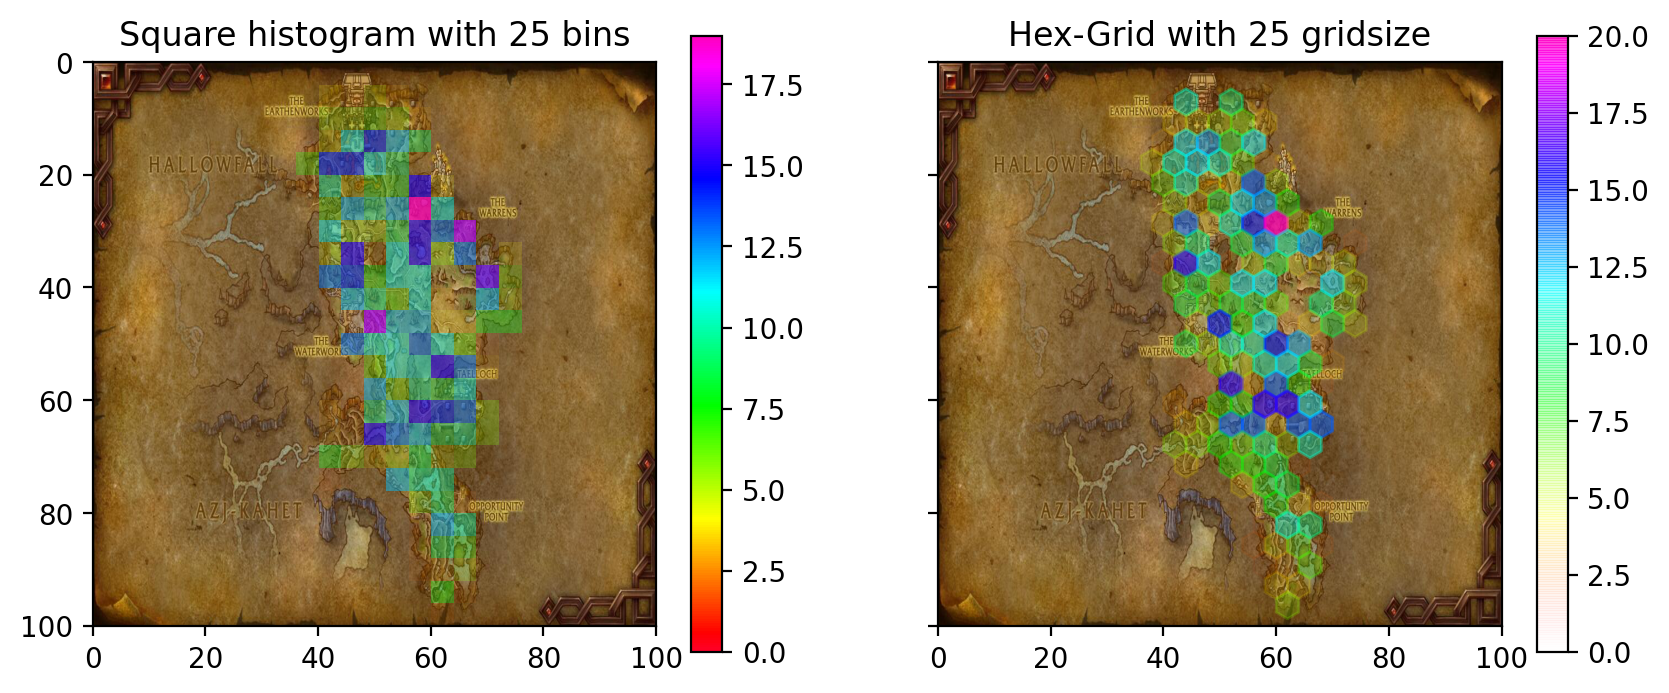 Square histogram with 25 bins
0
20
40
60
80
100
0
20
40
60
80
100
THE
EARTHENWORKS
HALLOWFALL
THE
WARRENS
THE
WATERWORKS
TAELLOCH
AZJ-KAHET
OPPORTUNITY
POINT
17.5
15.0
12.5
10.0
7.5
5.0
2.5
0.0
Hex-Grid with 25 gridsize
THE
EARTHENWORKS
HALLOWFALL
THE
WARRENS
THE
WATERWORKS
TAELLOCH
AZJ-KAHET
OPPORTUNITY
POINT
0
20
40
60
80
100
20.0
17.5
15.0
12.5
10.0
7.5
5.0
2.5
0.0